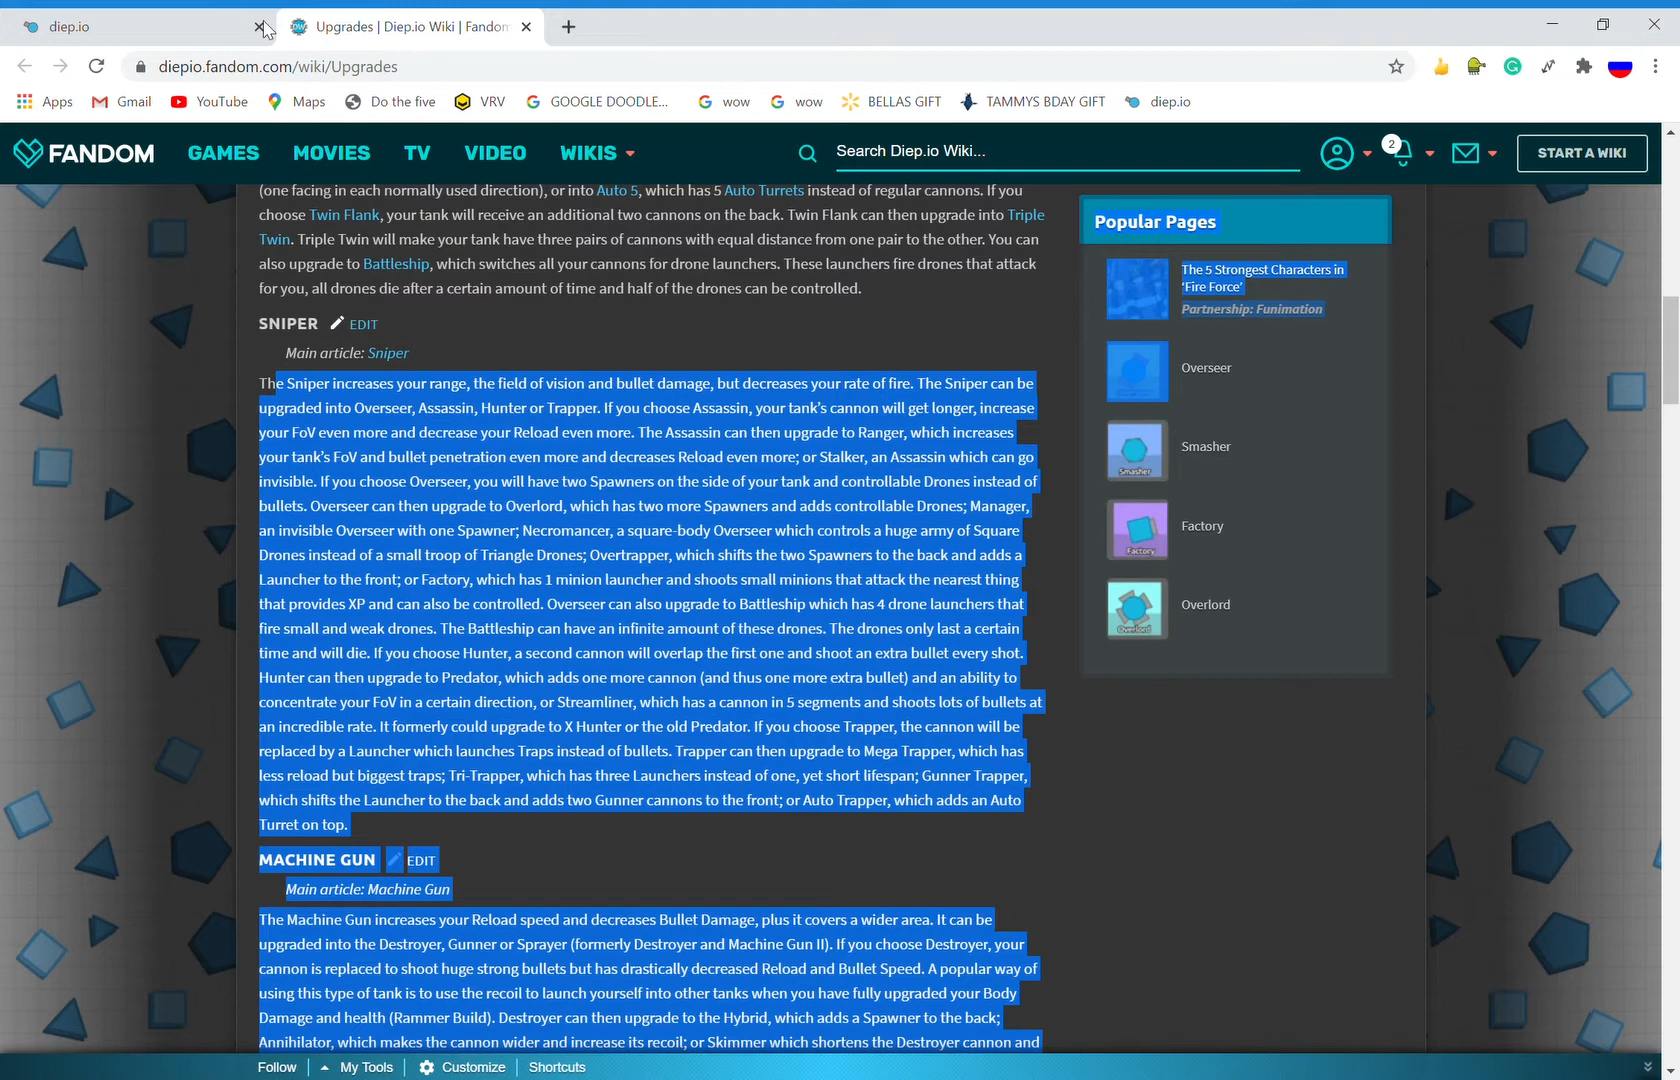 diep.io
Upgrades | Diep.io Wiki | Fandom
diepio.fandom.com/wiki/Upgrades
Apps Gmail YouTube Maps Do the five VRV GOOGLE DOODLE... wow wow BELLAS GIFT TAMMYS BDAY GIFT diep.io
FANDOM GAMES MOVIES TV VIDEO WIKIS Search Diep.io Wiki... 2 START A WIKI
(one facing in each normally used direction), or into Auto 5, which has 5 Auto Turrets instead of regular cannons. If you
choose Twin Flank, your tank will receive an additional two cannons on the back. Twin Flank can then upgrade into Triple
Twin. Triple Twin will make your tank have three pairs of cannons with equal distance from one pair to the other. You can
also upgrade to Battleship, which switches all your cannons for drone launchers. These launchers fire drones that attack
for you, all drones die after a certain amount of time and half of the drones can be controlled.
SNIPER EDIT
Main article: Sniper
The Sniper increases your range, the field of vision and bullet damage, but decreases your rate of fire. The Sniper can be
upgraded into Overseer, Assassin, Hunter or Trapper. If you choose Assassin, your tank's cannon will get longer, increase
your FoV even more and decrease your Reload even more. The Assassin can then upgrade to Ranger, which increases
your tank's FoV and bullet penetration even more and decreases Reload even more; or Stalker, an Assassin which can go
invisible. If you choose Overseer, you will have two Spawners on the side of your tank and controllable Drones instead of
bullets. Overseer can then upgrade to Overlord, which has two more Spawners and adds controllable Drones; Manager,
an invisible Overseer with one Spawner; Necromancer, a square-body Overseer which controls a huge army of Square
Drones instead of a small troop of Triangle Drones; Overtrapper, which shifts the two Spawners to the back and adds a
Launcher to the front; or Factory, which has 1 minion launcher and shoots small minions that attack the nearest thing
that provides XP and can also be controlled. Overseer can also upgrade to Battleship which has 4 drone launchers that
fire small and weak drones. The Battleship can have an infinite amount of these drones. The drones only last a certain
time and will die. If you choose Hunter, a second cannon will overlap the first one and shoot an extra bullet every shot.
Hunter can then upgrade to Predator, which adds one more cannon (and thus one more extra bullet) and an ability to
concentrate your FoV in a certain direction, or Streamliner, which has a cannon in 5 segments and shoots lots of bullets at
an incredible rate. It formerly could upgrade to X Hunter or the old Predator. If you choose Trapper, the cannon will be
replaced by a Launcher which launches Traps instead of bullets. Trapper can then upgrade to Mega Trapper, which has
less reload but biggest traps; Tri-Trapper, which has three Launchers instead of one, yet short lifespan; Gunner Trapper,
which shifts the Launcher to the back and adds two Gunner cannons to the front; or Auto Trapper, which adds an Auto
Turret on top.
MACHINE GUN EDIT
Main article: Machine Gun
The Machine Gun increases your Reload speed and decreases Bullet Damage, plus it covers a wider area. It can be
upgraded into the Destroyer, Gunner or Sprayer (formerly Destroyer and Machine Gun II). If you choose Destroyer, your
cannon is replaced to shoot huge strong bullets but has drastically decreased Reload and Bullet Speed. A popular way of
using this type of tank is to use the recoil to launch yourself into other tanks when you have fully upgraded your Body
Damage and health (Rammer Build). Destroyer can then upgrade to the Hybrid, which adds a Spawner to the back;
Annihilator, which makes the cannon wider and increase its recoil; or Skimmer which shortens the Destroyer cannon and
Popular Pages
The 5 Strongest Characters in
'Fire Force'
Partnership: Funimation
Overseer
Smasher
Smasher
Factory
Factory
Overlord
Overlord
Follow My Tools Customize Shortcuts